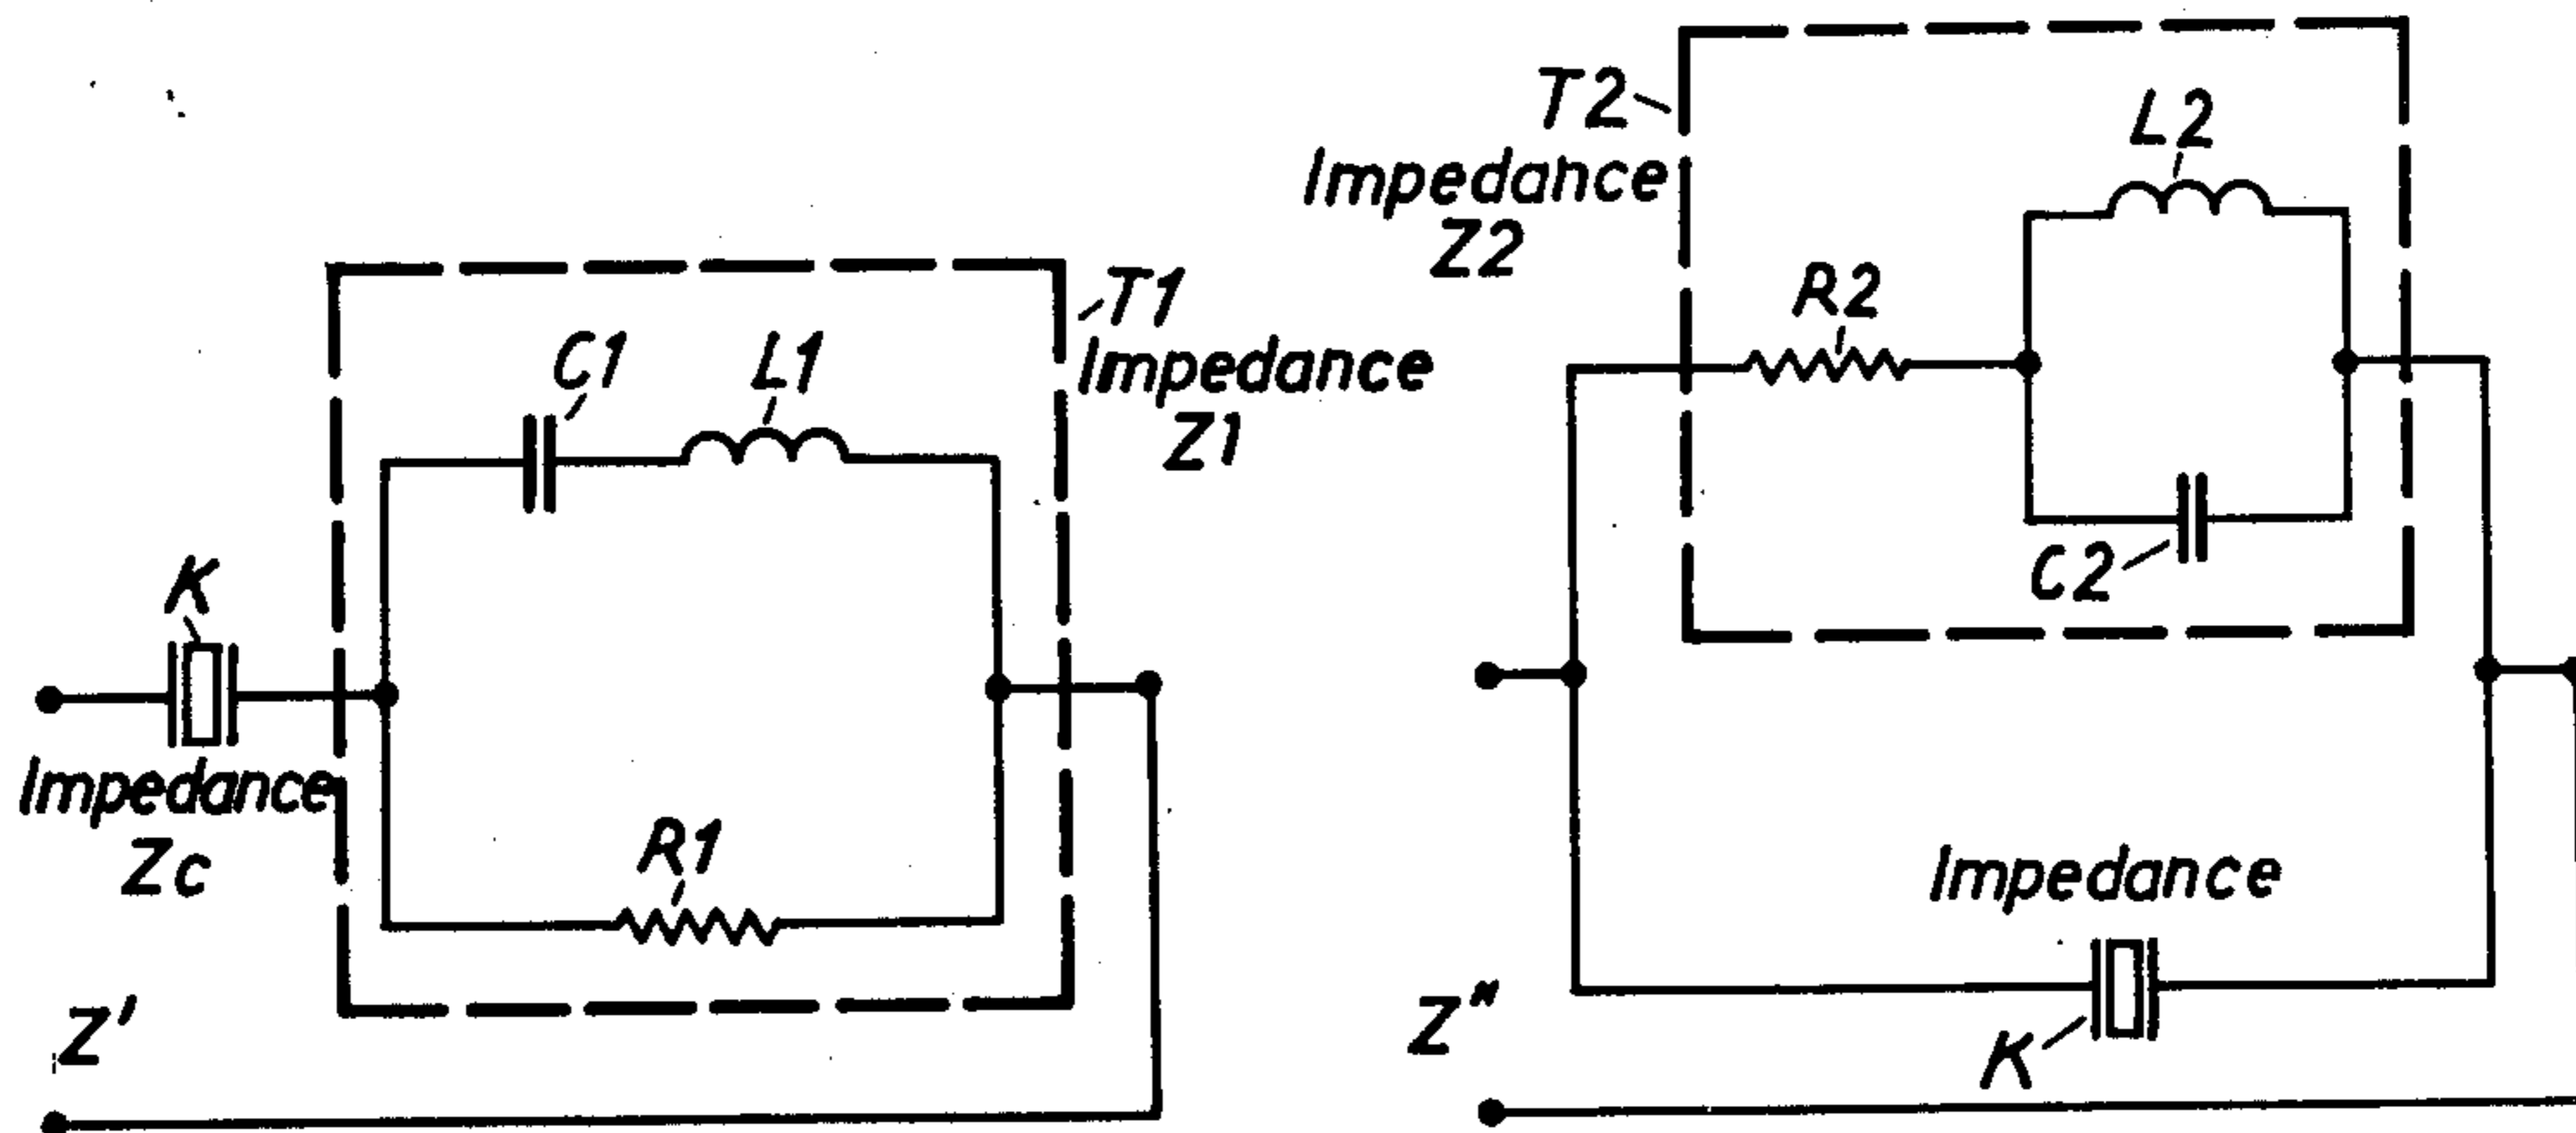 K
Impedance
Zc
C1
L1
R1
T1
Impedance
Z1
Z'
T2
Impedance
Z2
L2
R2
C2
Impedance
K
Z"